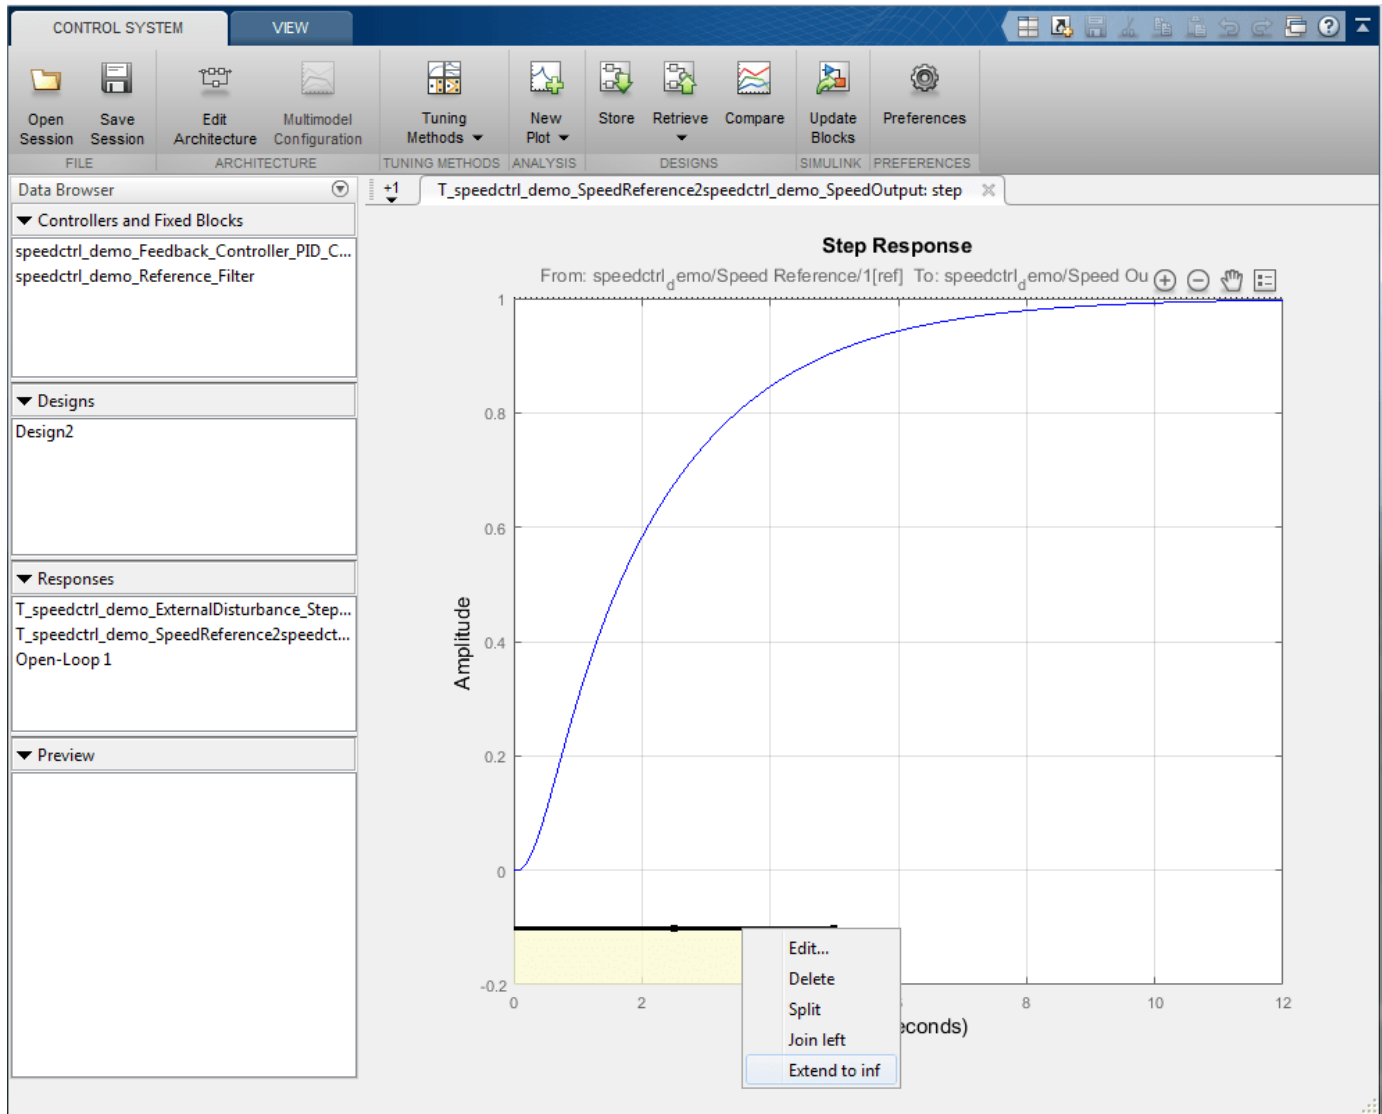 CONTROL SYSTEM VIEW
Open Session
Save Session
Edit Architecture
Multimodel Configuration
Tuning Methods
New Plot
Store
Retrieve
Compare
Update Blocks
Preferences
FILE ARCHITECTURE TUNING METHODS ANALYSIS DESIGNS SIMULINK PREFERENCES
Data Browser
+1
T_speedctrl_demo_SpeedReference2speedctrl_demo_SpeedOutput: step
Controllers and Fixed Blocks
speedctrl_demo_Feedback_Controller_PID_C...
speedctrl_demo_Reference_Filter
Designs
Design2
Responses
T_speedctrl_demo_ExternalDisturbance_Step...
T_speedctrl_demo_SpeedReference2speedct...
Open-Loop 1
Preview
Step Response
From: speedctrl_demo/Speed Reference/1[ref] To: speedctrl_demo/Speed Ou
Amplitude
1
0.8
0.6
0.4
0.2
0
-0.2
0 2 8 10 12
econds)
Edit...
Delete
Split
Join left
Extend to inf